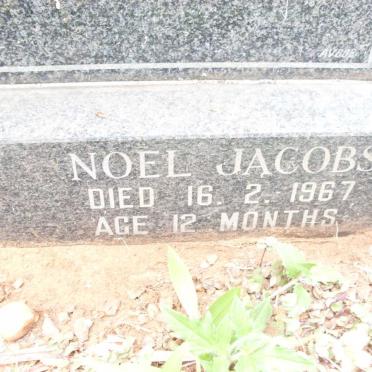 NOEL JACOBS
DIED 16. 2. 1967
AGE 12 MONTHS.